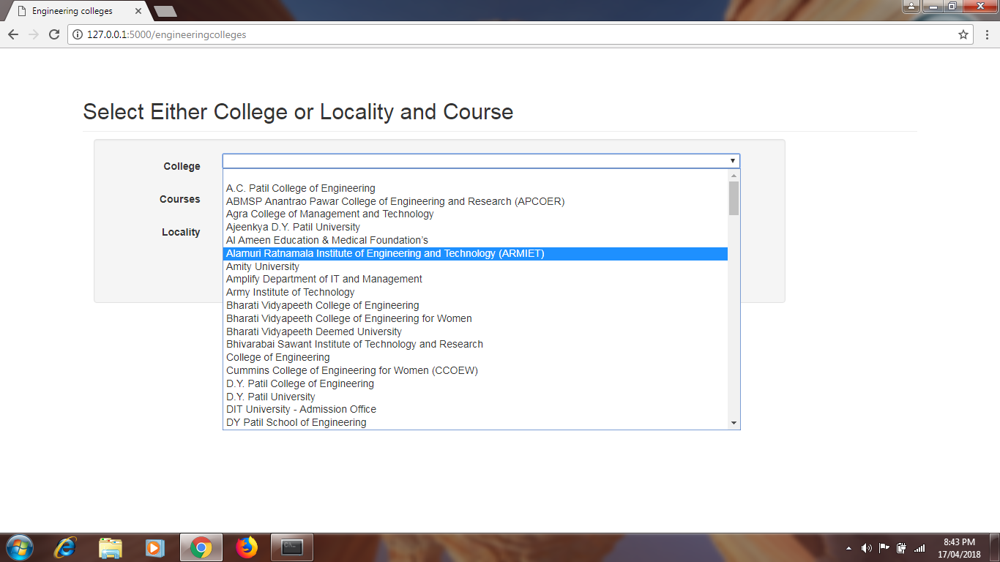 Engineering colleges
127.0.0.1:5000/engineeringcolleges
Select Either College or Locality and Course
College
Courses
Locality
A.C. Patil College of Engineering
ABMSP Anantrao Pawar College of Engineering and Research (APCOER)
Agra College of Management and Technology
Ajeenkya D.Y. Patil University
Al Ameen Education & Medical Foundation’s
Alamuri Ratnamala Institute of Engineering and Technology (ARMIET)
Amity University
Amplify Department of IT and Management
Army Institute of Technology
Bharati Vidyapeeth College of Engineering
Bharati Vidyapeeth College of Engineering for Women
Bharati Vidyapeeth Deemed University
Bhivarabai Sawant Institute of Technology and Research
College of Engineering
Cummins College of Engineering for Women (CCOEW)
D.Y. Patil College of Engineering
D.Y. Patil University
DIT University - Admission Office
DY Patil School of Engineering
8:43 PM
17/04/2018